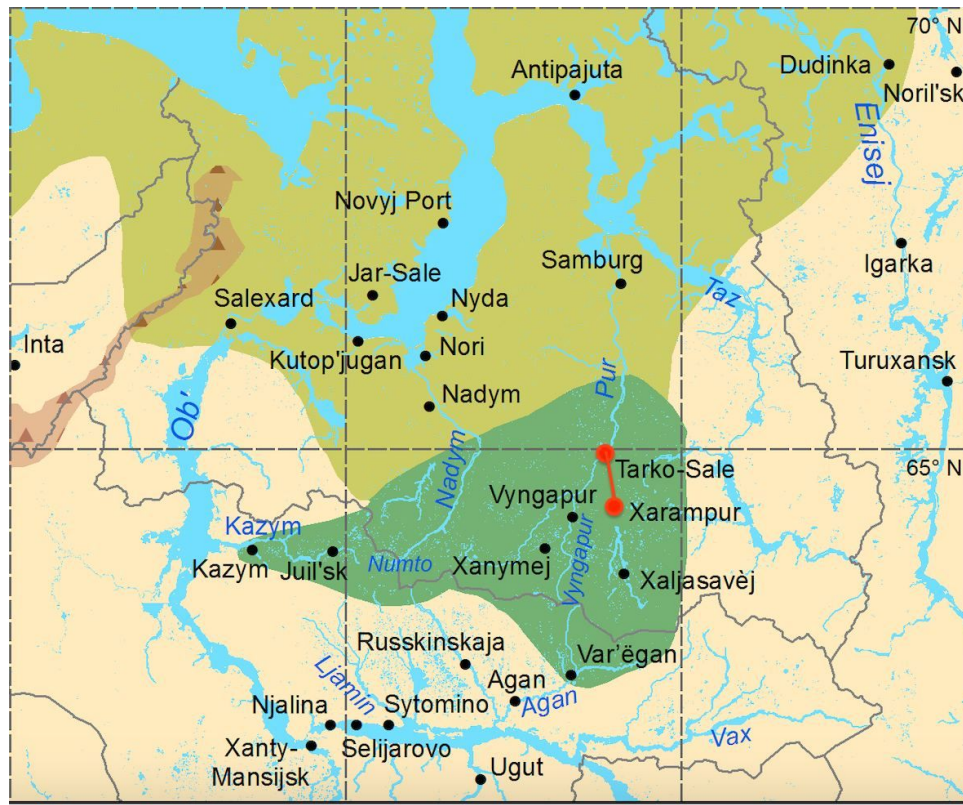 70° N
Dudinka
Antipajuta
Noril'sk
Enisej
Novyj Port
Samburg
Igarka
Jar-Sale
Taz
Salexard
Nyda
Inta
Kutop'jugan
Nori
Turuxansk
Pur
Nadym
Ob'
Nadym
65° N
Tarko-Sale
Vyngapur
Xarampur
Kazym
Vyngapur
Kazym
Juil'sk
Numto
Xanymej
Xaljasavèj
Russkinskaja
Var'ëgan
Ljamin
Agan
Agan
Njalina
Sytomino
Vax
Xanty-
Mansijsk
Selijarovo
Ugut